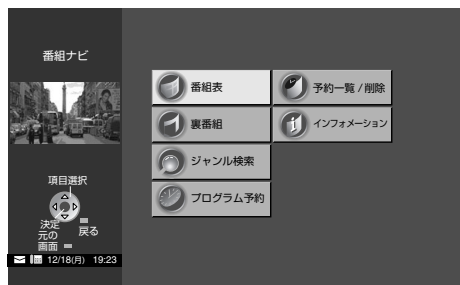 番組ナビ
番組表
予約一覧 / 削除
裏番組
インフォメーション
ジャンル検索
プログラム予約
項目選択
決定
戻る
元の
画面
12/18(月) 19:23